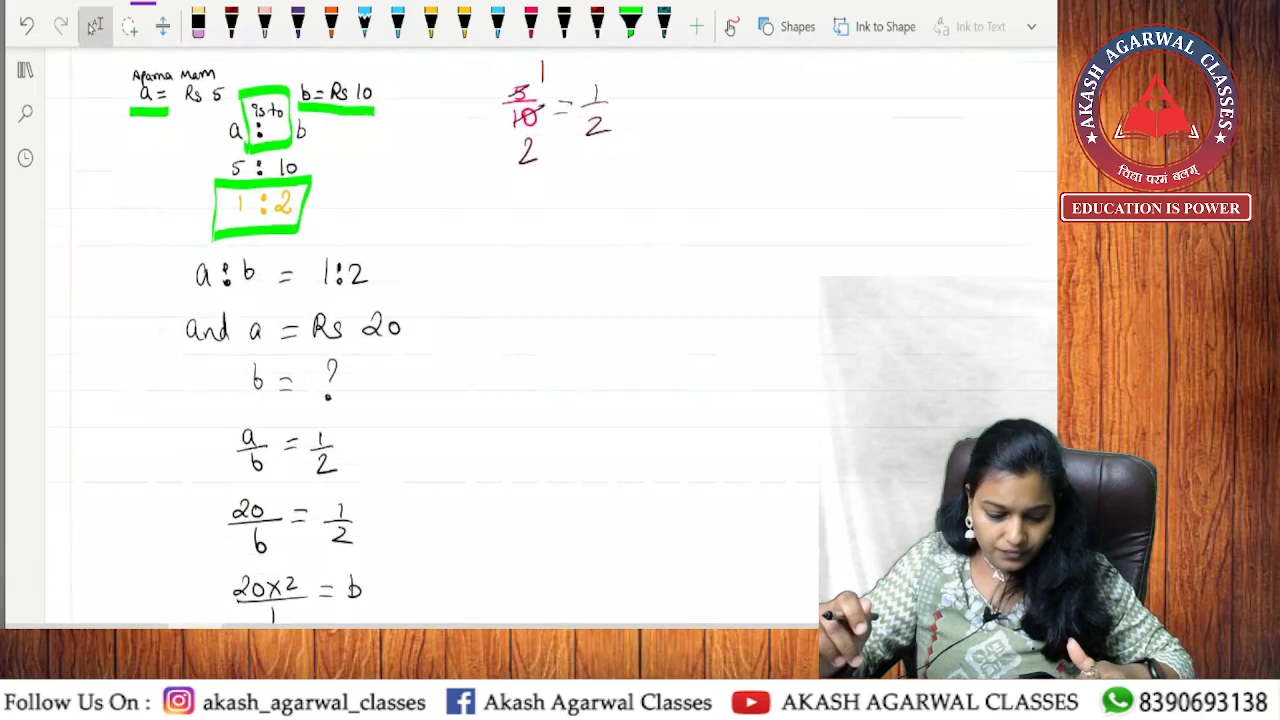 Shapes
Ink to Shape
Ink to Text
Aparna Mam
a = Rs 5
b = Rs 10
is to
a : b
5 : 10
1 : 2
5/10 = 1/2
1
2
a : b = 1 : 2
and a = Rs 20
b = ?
a/b = 1/2
20/b = 1/2
20×2/1 = b
AKASH AGARWAL CLASSES
विद्या परमं बलम्
EDUCATION IS POWER
Follow Us On : akash_agarwal_classes Akash Agarwal Classes AKASH AGARWAL CLASSES 8390693138